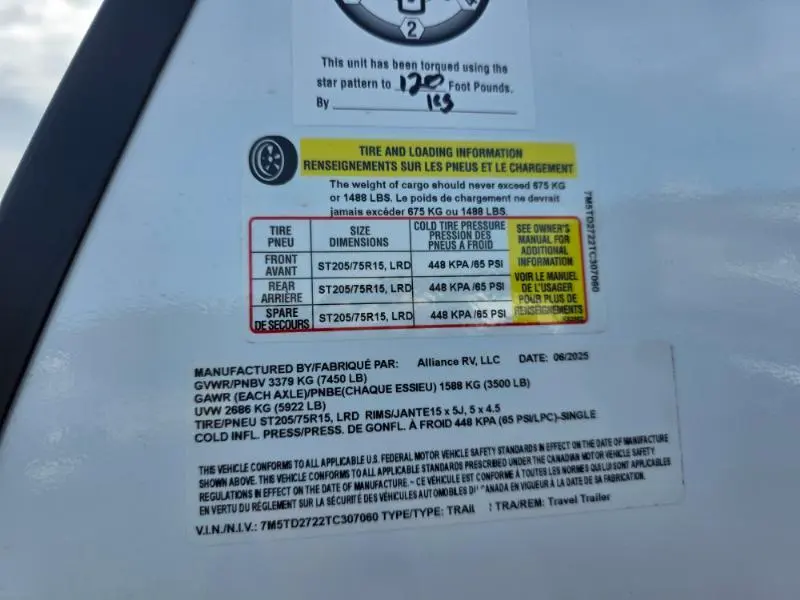 2
This unit has been torqued using the
star pattern to 120 Foot Pounds.
By
TIRE AND LOADING INFORMATION
RENSEIGNEMENTS SUR LES PNEUS ET LE CHARGEMENT
The weight of cargo should never exceed 675 KG
or 1488 LBS. Le poids de chargement ne devrait
jamais excéder 675 KG ou 1488 LBS.
TIRE
PNEU
SIZE
DIMENSIONS
COLD TIRE PRESSURE
PRESSION DES
PNEUS A FROID
SEE OWNER'S
MANUAL FOR
ADDITIONAL
INFORMATION
VOIR LE MANUEL
DE L'USAGER
POUR PLUS DE
RENSEIGNEMENTS
FRONT
AVANT
ST205/75R15, LRD
448 KPA /65 PSI
REAR
ARRIÈRE
ST205/75R15, LRD
448 KPA /65 PSI
SPARE
DE SECOURS
ST205/75R15, LRD
448 KPA /65 PSI
7M5TD2722TC307060
MANUFACTURED BY/FABRIQUÉ PAR: Alliance RV, LLC DATE: 06/2025
GVWR/PNBV 3379 KG (7450 LB)
GAWR (EACH AXLE)/PNBE(CHAQUE ESSIEU) 1588 KG (3500 LB)
UVW 2686 KG (5922 LB)
TIRE/PNEU ST205/75R15, LRD RIMS/JANTE15 x 5J, 5 x 4.5
COLD INFL. PRESS/PRESS. DE GONFL. À FROID 448 KPA (65 PSI/LPC)-SINGLE
THIS VEHICLE CONFORMS TO ALL APPLICABLE U.S. FEDERAL MOTOR VEHICLE SAFETY STANDARDS IN EFFECT ON THE DATE OF MANUFACTURE
SHOWN ABOVE. THIS VEHICLE CONFORMS TO ALL APPLICABLE STANDARDS PRESCRIBED UNDER THE CANADIAN MOTOR VEHICLE SAFETY
REGULATIONS IN EFFECT ON THE DATE OF MANUFACTURE. - CE VÉHICULE EST CONFORME À TOUTES LES NORMES QUI LUI SONT APPLICABLES
EN VERTU DU RÈGLEMENT SUR LA SÉCURITÉ DES VÉHICULES AUTOMOBILES DU CANADA EN VIGUEUR À LA DATE DE SA FABRICATION.
V.I.N./N.I.V.: 7M5TD2722TC307060 TYPE/TYPE: TRAI TRA/REM: Travel Trailer